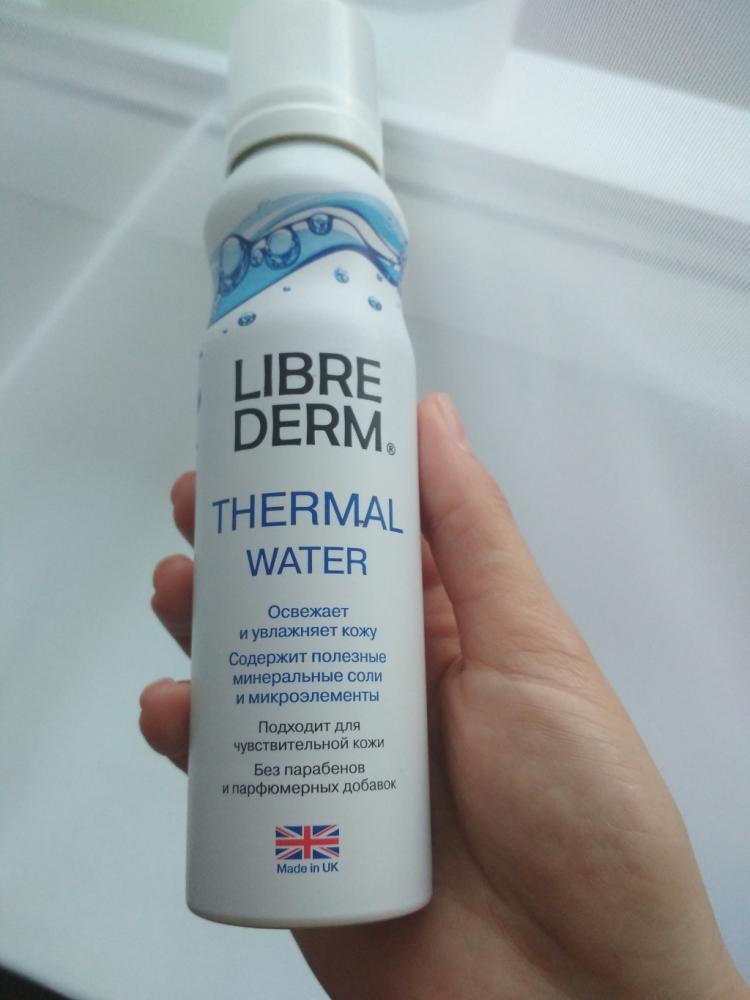 LIBRE
DERM®
THERMAL
WATER
Освежает
и увлажняет кожу
Содержит полезные
минеральные соли
и микроэлементы
Подходит для
чувствительной кожи
Без парабенов
и парфюмерных добавок
Made in UK